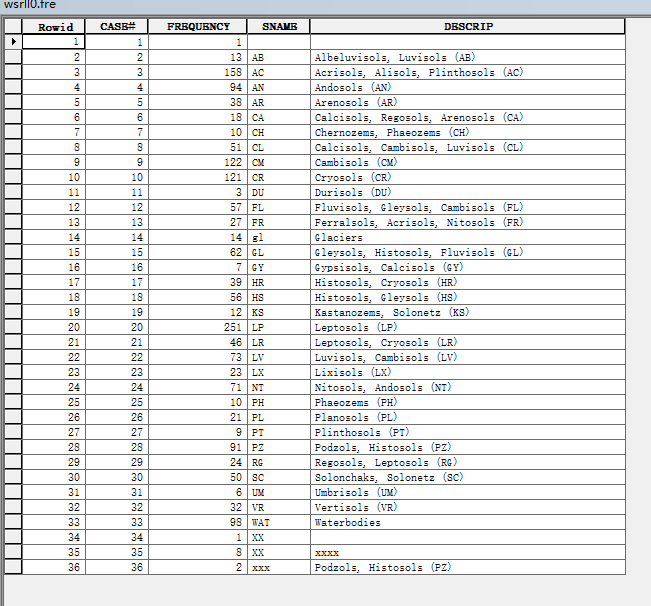 wsrll0.fre
Rowid CASE# FREQUENCY SNAME DESCRIP
1 1 1
2 2 13 AB Albeluvisols, Luvisols (AB)
3 3 158 AC Acrisols, Alisols, Plinthosols (AC)
4 4 94 AN Andosols (AN)
5 5 38 AR Arenosols (AR)
6 6 18 CA Calcisols, Regosols, Arenosols (CA)
7 7 10 CH Chernozems, Phaeozems (CH)
8 8 51 CL Calcisols, Cambisols, Luvisols (CL)
9 9 122 CM Cambisols (CM)
10 10 121 CR Cryosols (CR)
11 11 3 DU Durisols (DU)
12 12 57 FL Fluvisols, Gleysols, Cambisols (FL)
13 13 27 FR Ferralsols, Acrisols, Nitosols (FR)
14 14 14 gl Glaciers
15 15 62 GL Gleysols, Histosols, Fluvisols (GL)
16 16 7 GY Gypsisols, Calcisols (GY)
17 17 39 HR Histosols, Cryosols (HR)
18 18 56 HS Histosols, Gleysols (HS)
19 19 12 KS Kastanozems, Solonetz (KS)
20 20 251 LP Leptosols (LP)
21 21 46 LR Leptosols, Cryosols (LR)
22 22 73 LV Luvisols, Cambisols (LV)
23 23 23 LX Lixisols (LX)
24 24 71 NT Nitosols, Andosols (NT)
25 25 10 PH Phaeozems (PH)
26 26 21 PL Planosols (PL)
27 27 9 PT Plinthosols (PT)
28 28 91 PZ Podzols, Histosols (PZ)
29 29 24 RG Regosols, Leptosols (RG)
30 30 50 SC Solonchaks, Solonetz (SC)
31 31 6 UM Umbrisols (UM)
32 32 32 VR Vertisols (VR)
33 33 98 WAT Waterbodies
34 34 1 XX
35 35 8 XX xxxx
36 36 2 xxx Podzols, Histosols (PZ)